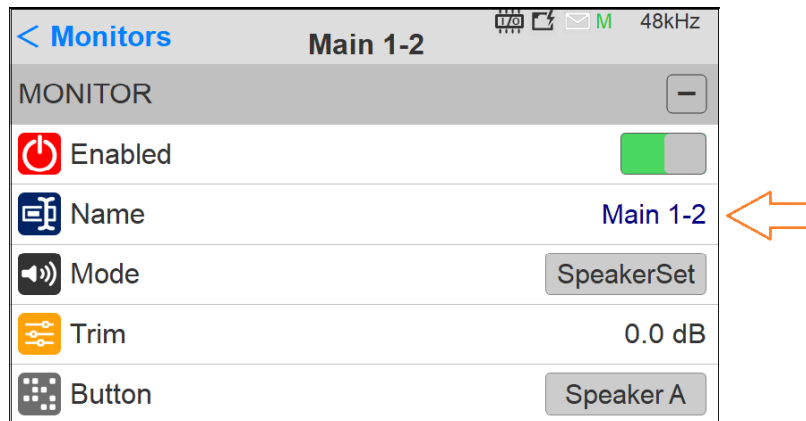 < Monitors
Main 1-2
I/O
M
48kHz
MONITOR
Enabled
Name
Main 1-2
Mode
SpeakerSet
Trim
0.0 dB
Button
Speaker A